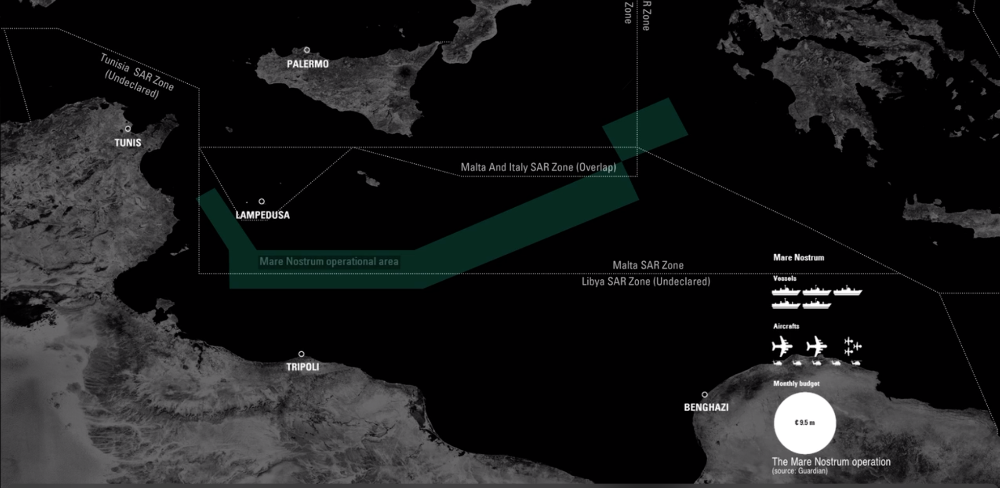 Zone
R Zone
Tunisia SAR Zone
(Undeclared)
PALERMO
TUNIS
Malta And Italy SAR Zone (Overlap)
LAMPEDUSA
Mare Nostrum operational area
Malta SAR Zone
Libya SAR Zone (Undeclared)
TRIPOLI
BENGHAZI
Mare Nostrum
Vessels
Aircrafts
Monthly budget
€ 9.5 m
The Mare Nostrum operation
(source: Guardian)